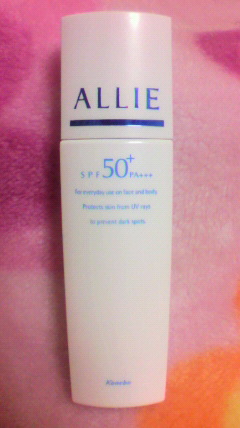 ALLIE
SPF50+ PA+++
For everyday use on face and body.
Protects skin from UV rays
to prevent dark spots.
Kanebo